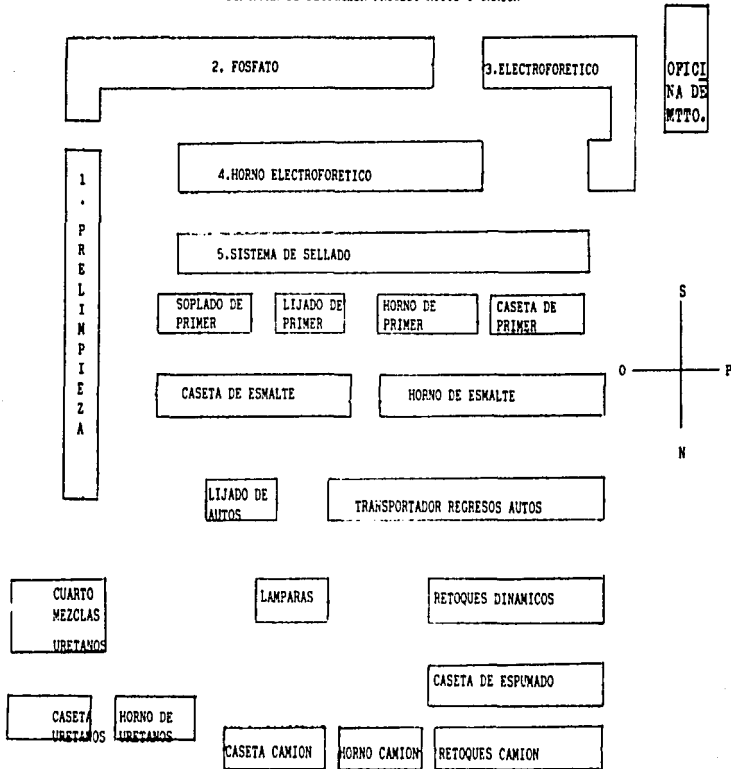 2. FOSFATO
3.ELECTROFORETICO
OFICI
NA DE
MTTO.
4.HORNO ELECTROFORETICO
1. PRELIMPIEZA
5.SISTEMA DE SELLADO
SOPLADO DE
PRIMER
LIJADO DE
PRIMER
HORNO DE
PRIMER
CASETA DE
PRIMER
S
O
P
N
CASETA DE ESMALTE
HORNO DE ESMALTE
LIJADO DE
AUTOS
TRANSPORTADOR REGRESOS AUTOS
CUARTO
MEZCLAS
URETANOS
LAMPARAS
RETOQUES DINAMICOS
CASETA DE ESPUMADO
CASETA
URETANOS
HORNO DE
URETANOS
CASETA CAMION
HORNO CAMION
RETOQUES CAMION